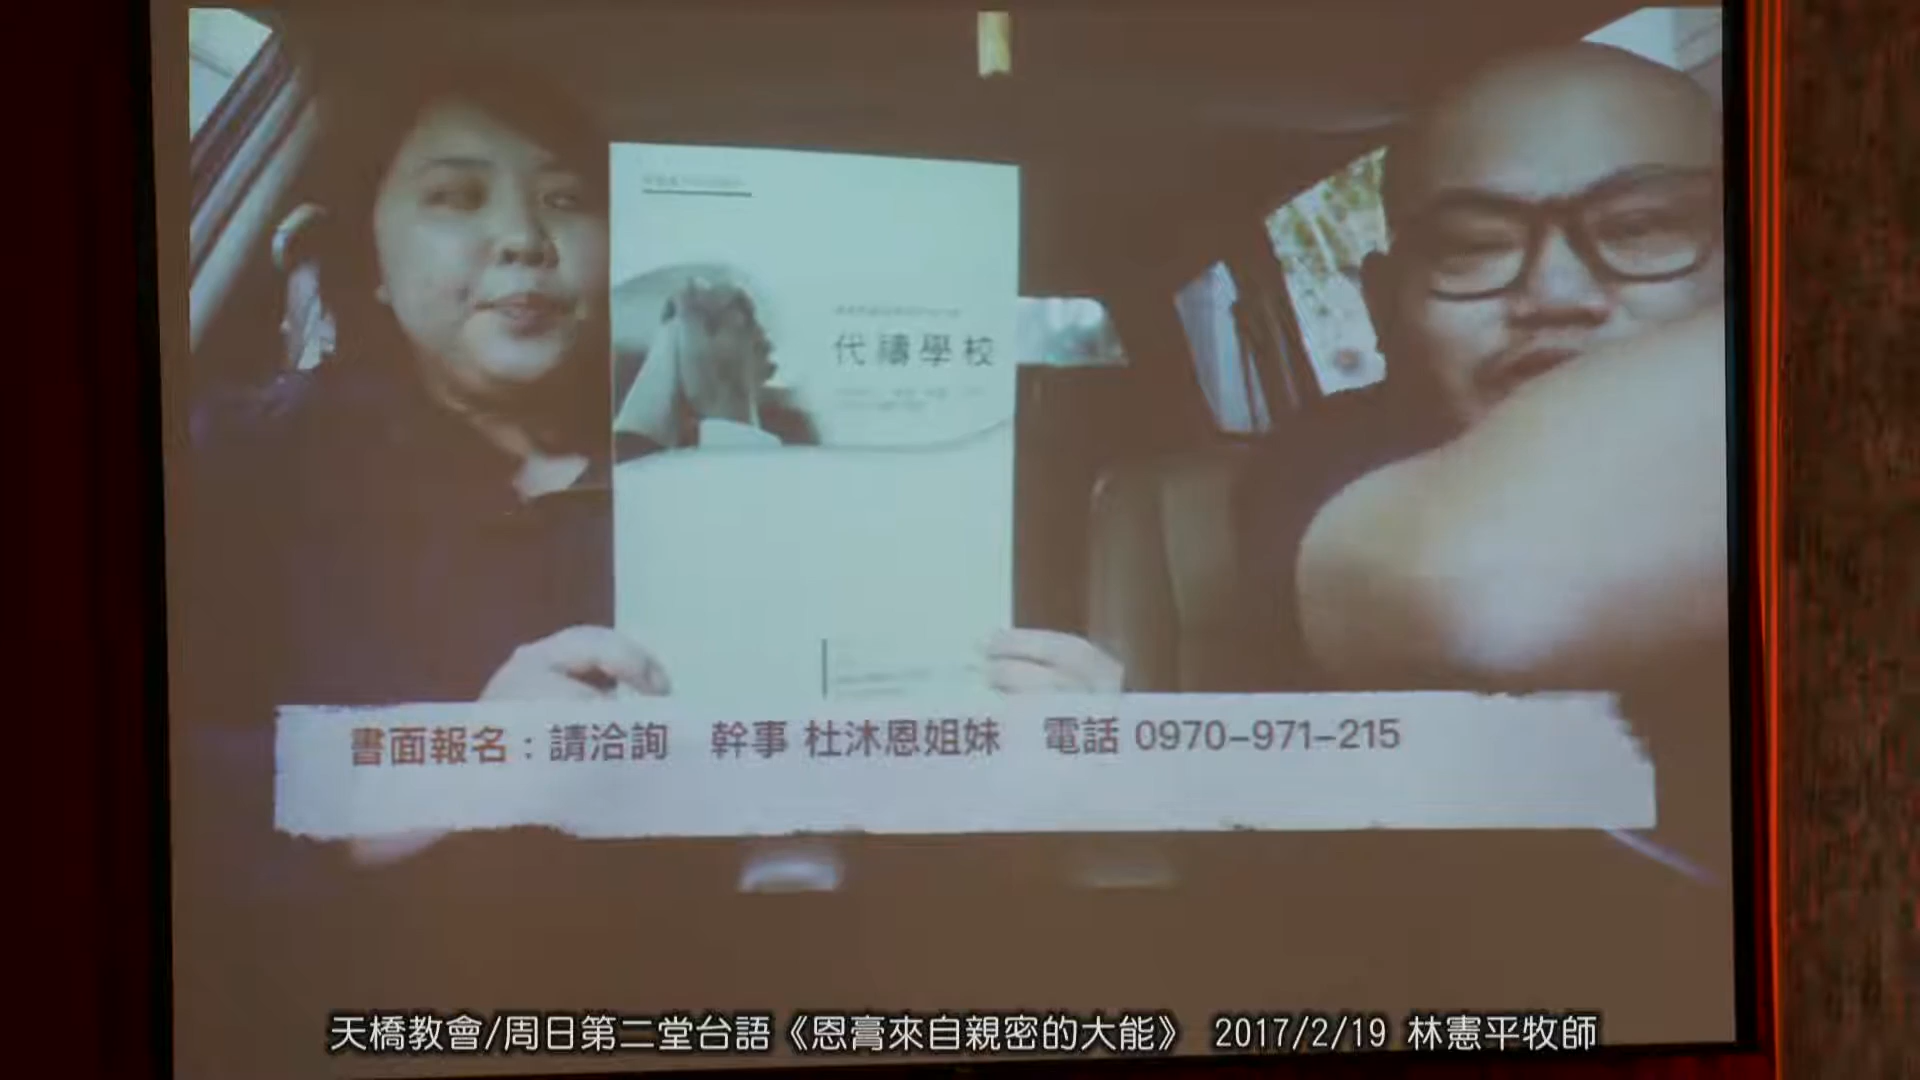 代禱學校
書面報名：請洽詢 幹事 杜沐恩姐妹 電話 0970-971-215
天橋教會/周日第二堂台語《恩膏來自親密的大能》 2017/2/19 林憲平牧師